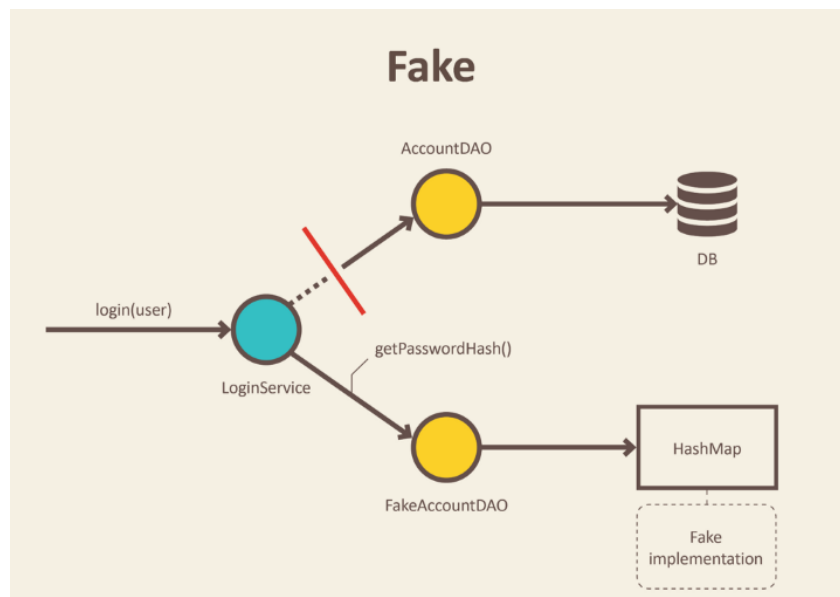 Fake
AccountDAO
DB
login(user)
getPasswordHash()
LoginService
HashMap
FakeAccountDAO
Fake
implementation